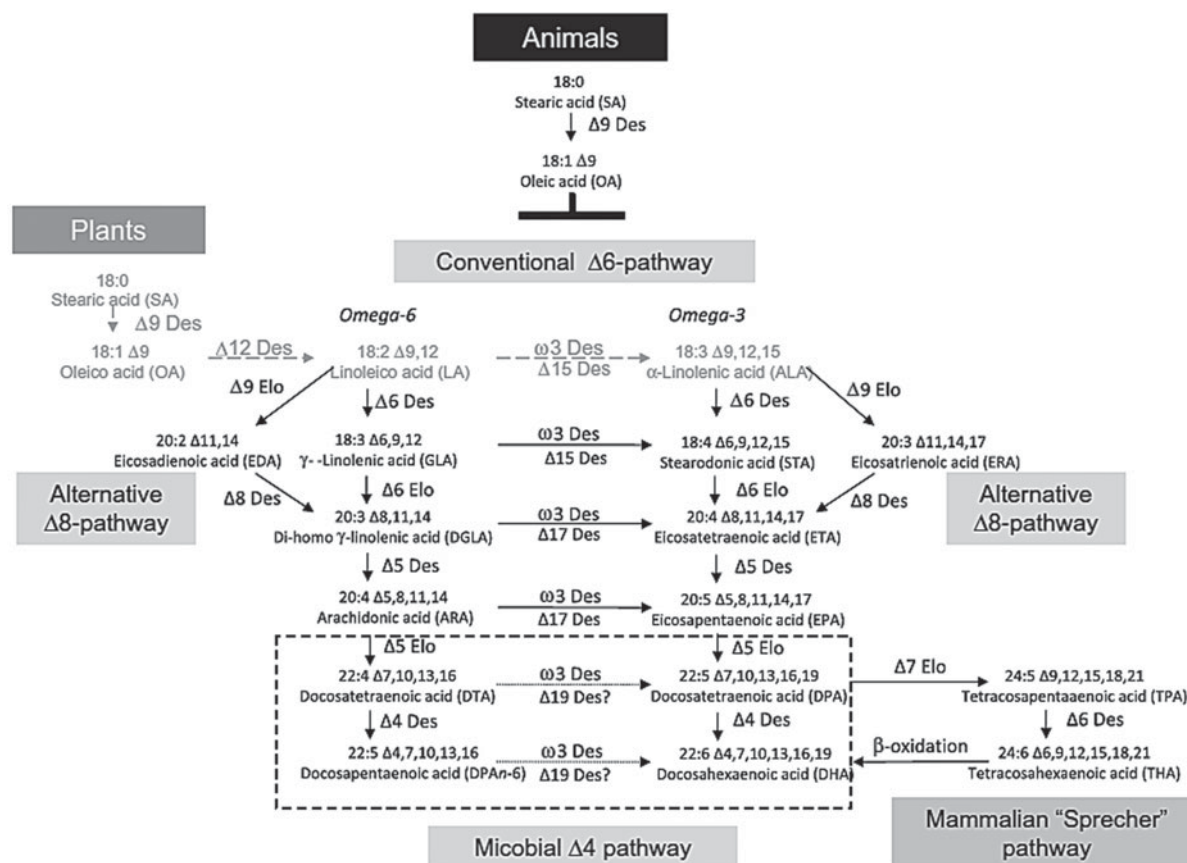 Animals
18:0
Stearic acid (SA)
Δ9 Des
18:1 Δ9
Oleic acid (OA)
Plants
Conventional Δ6-pathway
18:0
Stearic acid (SA)
Δ9 Des
Omega-6
Omega-3
18:1 Δ9
Oleico acid (OA)
Δ12 Des
18:2 Δ9,12
Linoleico acid (LA)
ω3 Des
Δ15 Des
18:3 Δ9,12,15
α-Linolenic acid (ALA)
Δ9 Elo
Δ6 Des
Δ6 Des
Δ9 Elo
20:2 Δ11,14
Eicosadienoic acid (EDA)
18:3 Δ6,9,12
γ- -Linolenic acid (GLA)
ω3 Des
Δ15 Des
18:4 Δ6,9,12,15
Stearodonic acid (STA)
20:3 Δ11,14,17
Eicosatrienoic acid (ERA)
Alternative
Δ8-pathway
Δ8 Des
Δ6 Elo
Δ6 Elo
Δ8 Des
Alternative
Δ8-pathway
20:3 Δ8,11,14
Di-homo γ-linolenic acid (DGLA)
ω3 Des
Δ17 Des
20:4 Δ8,11,14,17
Eicosatetraenoic acid (ETA)
Δ5 Des
Δ5 Des
20:4 Δ5,8,11,14
Arachidonic acid (ARA)
ω3 Des
Δ17 Des
20:5 Δ5,8,11,14,17
Eicosapentaenoic acid (EPA)
Δ5 Elo
Δ5 Elo
22:4 Δ7,10,13,16
Docosatetraenoic acid (DTA)
ω3 Des
Δ19 Des?
22:5 Δ7,10,13,16,19
Docosatetraenoic acid (DPA)
Δ7 Elo
24:5 Δ9,12,15,18,21
Tetracosapentaaenoic acid (TPA)
Δ4 Des
Δ4 Des
Δ6 Des
22:5 Δ4,7,10,13,16
Docosapentaenoic acid (DPAn-6)
ω3 Des
Δ19 Des?
22:6 Δ4,7,10,13,16,19
Docosahexaenoic acid (DHA)
β-oxidation
24:6 Δ6,9,12,15,18,21
Tetracosahexaenoic acid (THA)
Micobial Δ4 pathway
Mammalian “Sprecher”
pathway